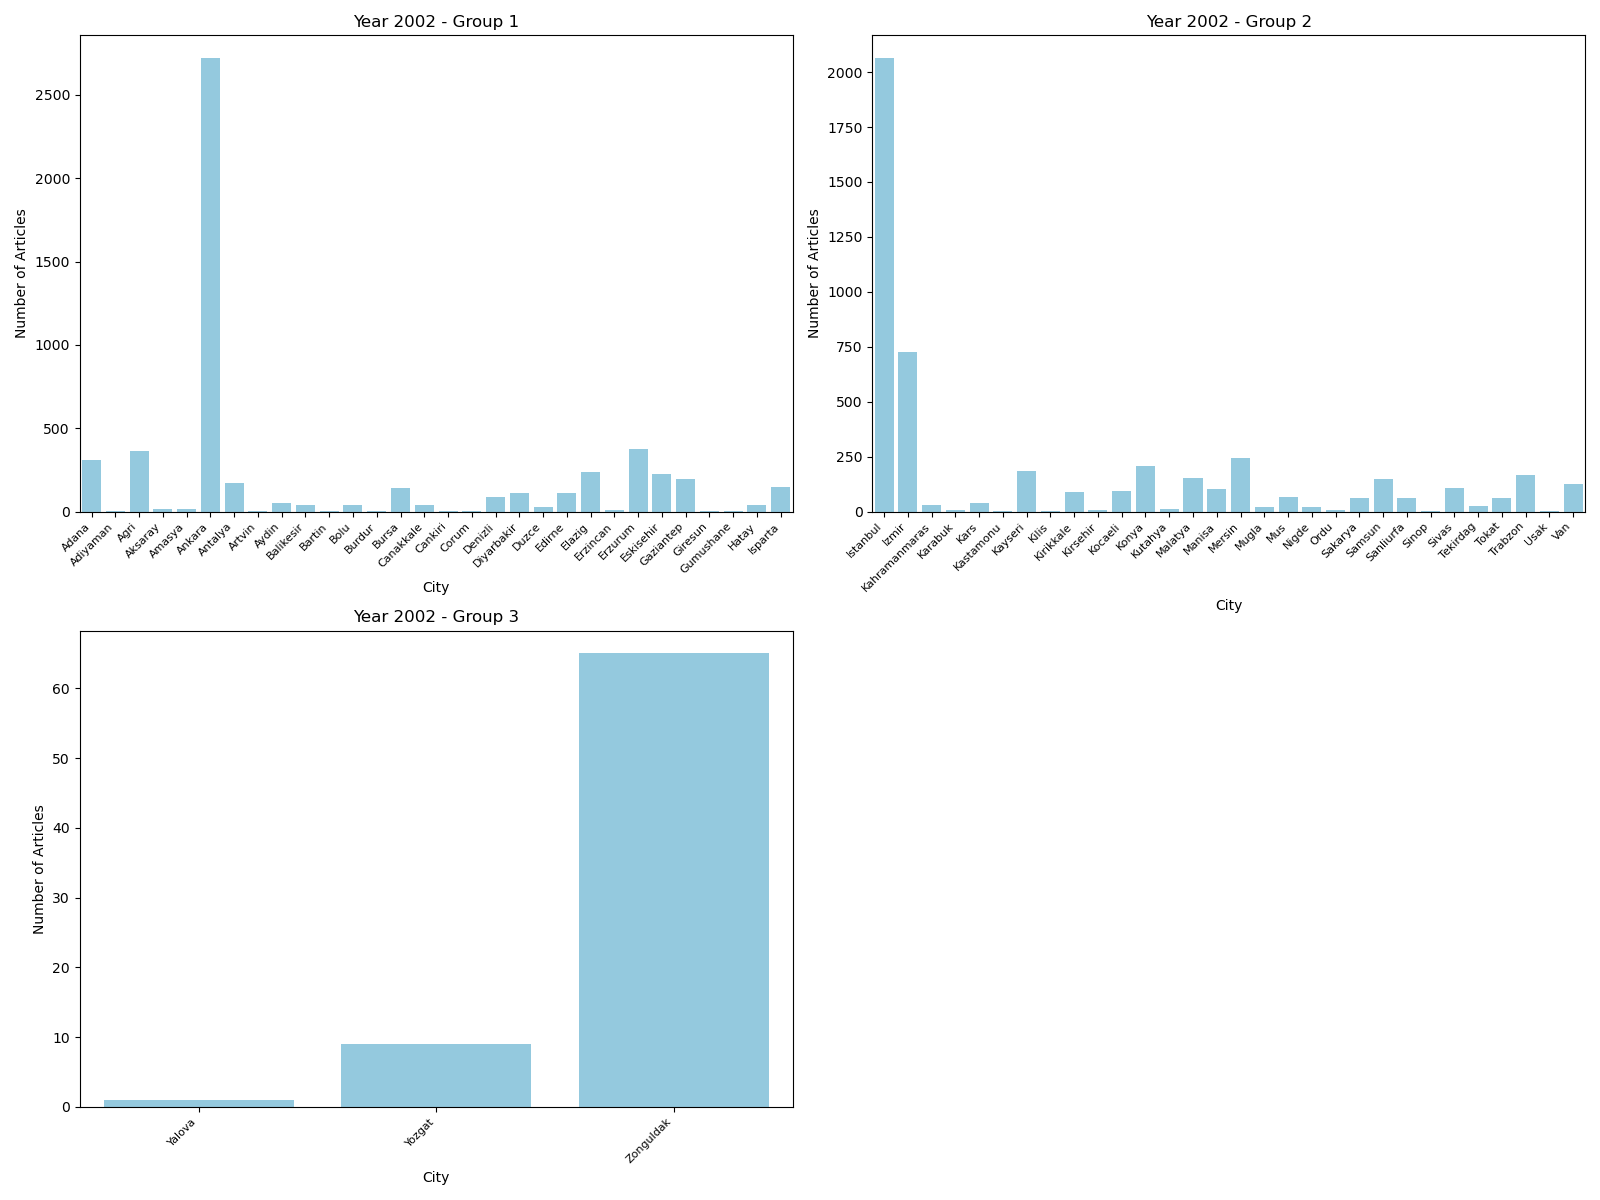 Year 2002 - Group 1
Number of Articles
2500
2000
1500
1000
500
0
Adana
Adiyaman
Agri
Aksaray
Amasya
Ankara
Antalya
Artvin
Aydin
Balikesir
Bartin
Bolu
Burdur
Bursa
Canakkale
Cankiri
Corum
Denizli
Diyarbakir
Duzce
Edirne
Elazig
Erzincan
Erzurum
Eskisehir
Gaziantep
Giresun
Gumushane
Hatay
Isparta
City
Year 2002 - Group 2
Number of Articles
2000
1750
1500
1250
1000
750
500
250
0
Istanbul
Izmir
Kahramanmaras
Karabuk
Kars
Kastamonu
Kayseri
Kilis
Kirikkale
Kirsehir
Kocaeli
Konya
Kutahya
Malatya
Manisa
Mersin
Mugla
Mus
Nigde
Ordu
Sakarya
Samsun
Sanliurfa
Sinop
Sivas
Tekirdag
Tokat
Trabzon
Usak
Van
City
Year 2002 - Group 3
Number of Articles
60
50
40
30
20
10
0
Yalova
Yozgat
Zonguldak
City